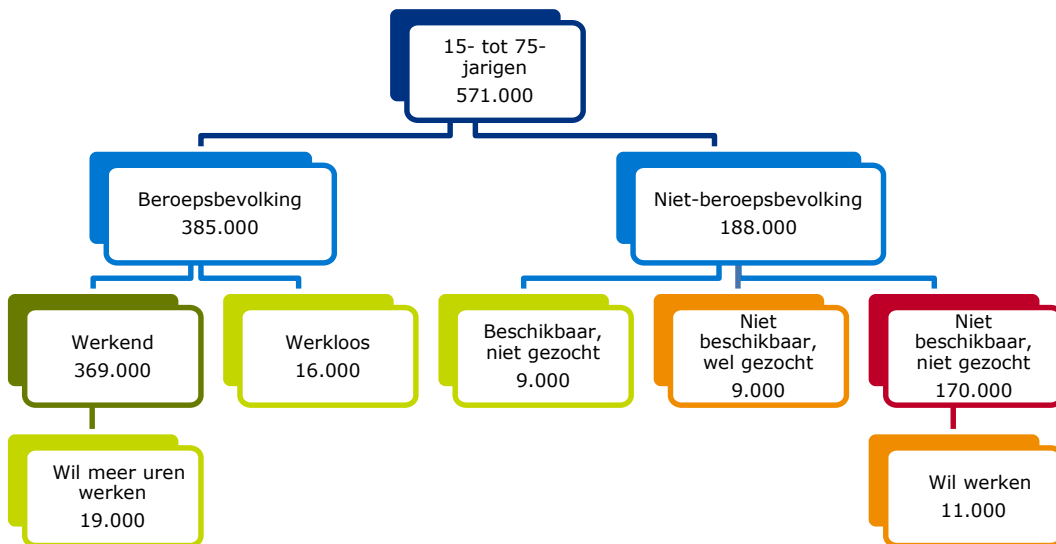 15- tot 75-
jarigen
571.000
Beroepsbevolking
385.000
Niet-beroepsbevolking
188.000
Werkend
369.000
Werkloos
16.000
Beschikbaar,
niet gezocht
9.000
Niet
beschikbaar,
wel gezocht
9.000
Niet
beschikbaar,
niet gezocht
170.000
Wil meer uren
werken
19.000
Wil werken
11.000